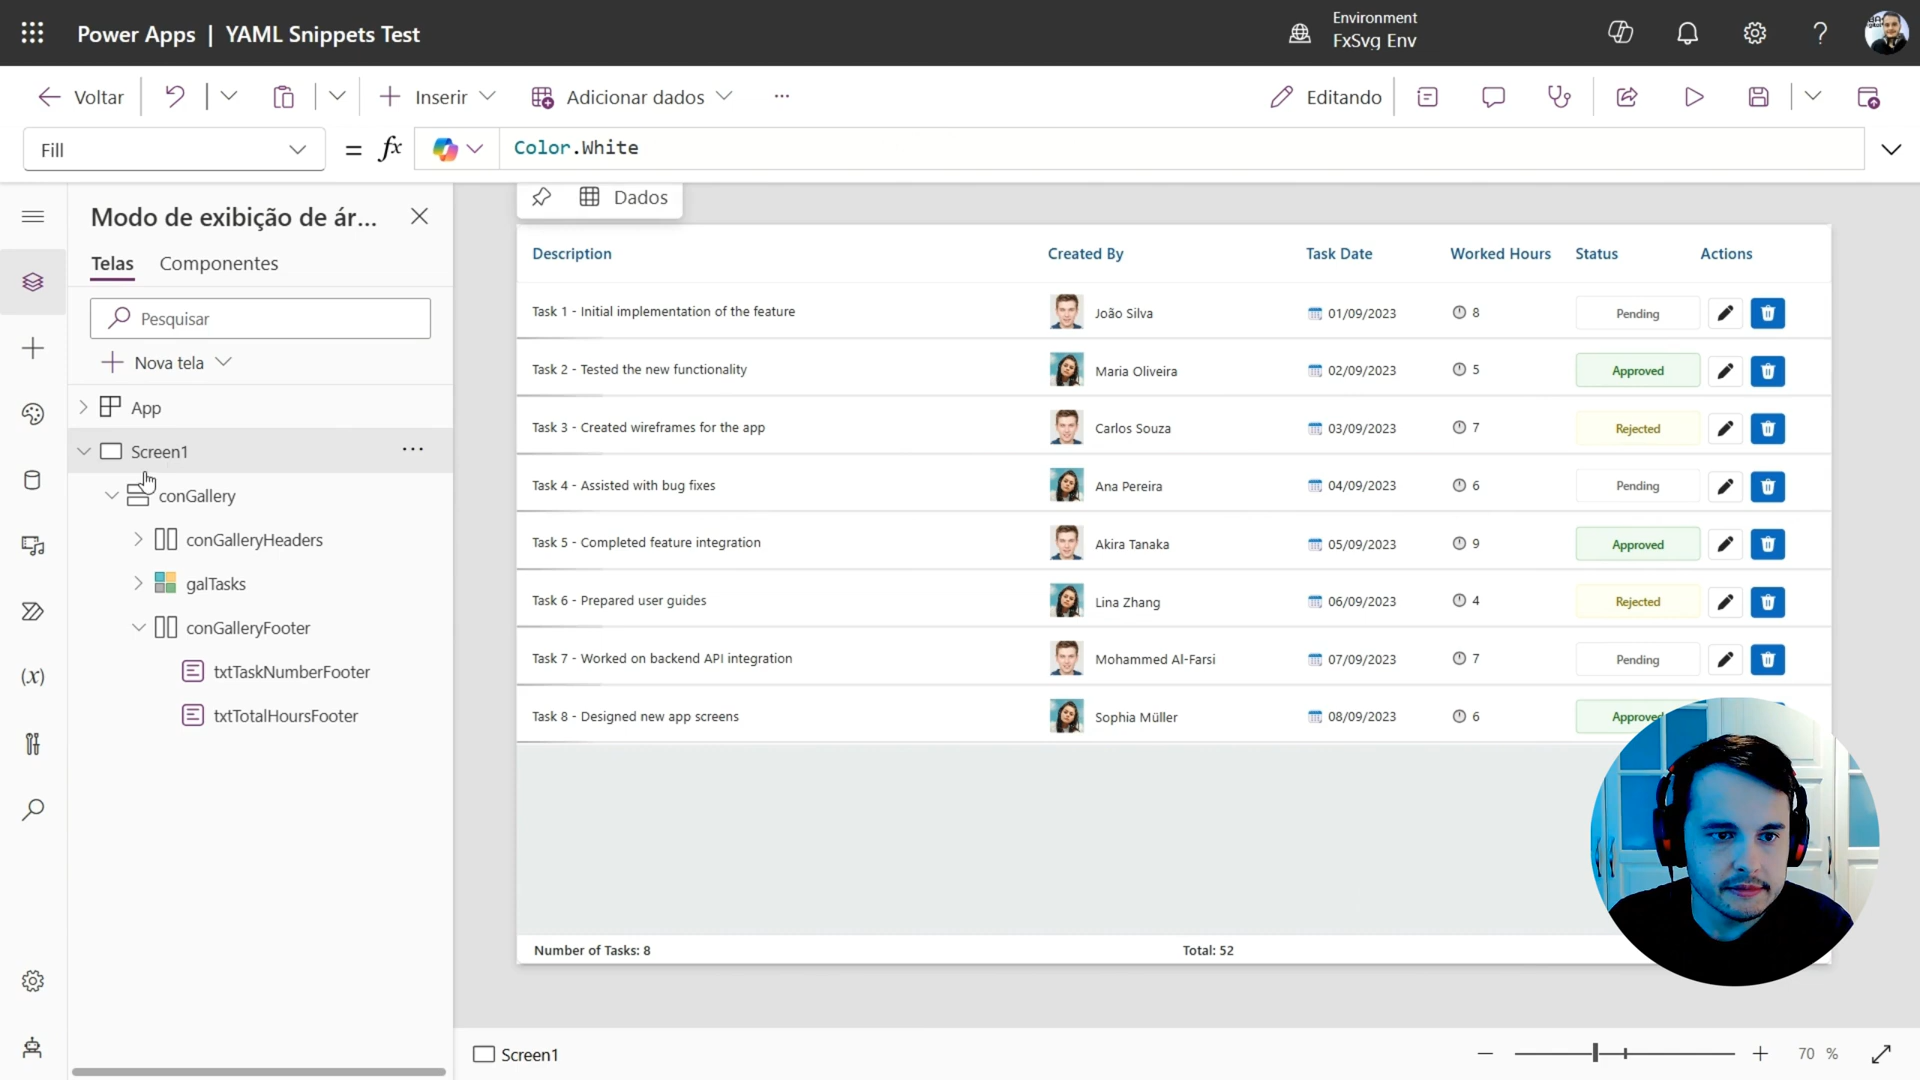 Power Apps | YAML Snippets Test
Environment
FxSvg Env
Voltar
Inserir
Adicionar dados
Editando
Fill
= fx
Color.White
Modo de exibição de ár...
Telas
Componentes
Pesquisar
Nova tela
App
Screen1
conGallery
conGalleryHeaders
galTasks
conGalleryFooter
txtTaskNumberFooter
txtTotalHoursFooter
Dados
Description Created By Task Date Worked Hours Status Actions
Task 1 - Initial implementation of the feature João Silva 01/09/2023 8 Pending
Task 2 - Tested the new functionality Maria Oliveira 02/09/2023 5 Approved
Task 3 - Created wireframes for the app Carlos Souza 03/09/2023 7 Rejected
Task 4 - Assisted with bug fixes Ana Pereira 04/09/2023 6 Pending
Task 5 - Completed feature integration Akira Tanaka 05/09/2023 9 Approved
Task 6 - Prepared user guides Lina Zhang 06/09/2023 4 Rejected
Task 7 - Worked on backend API integration Mohammed Al-Farsi 07/09/2023 7 Pending
Task 8 - Designed new app screens Sophia Müller 08/09/2023 6 Approved
Number of Tasks: 8 Total: 52
Screen1
70 %